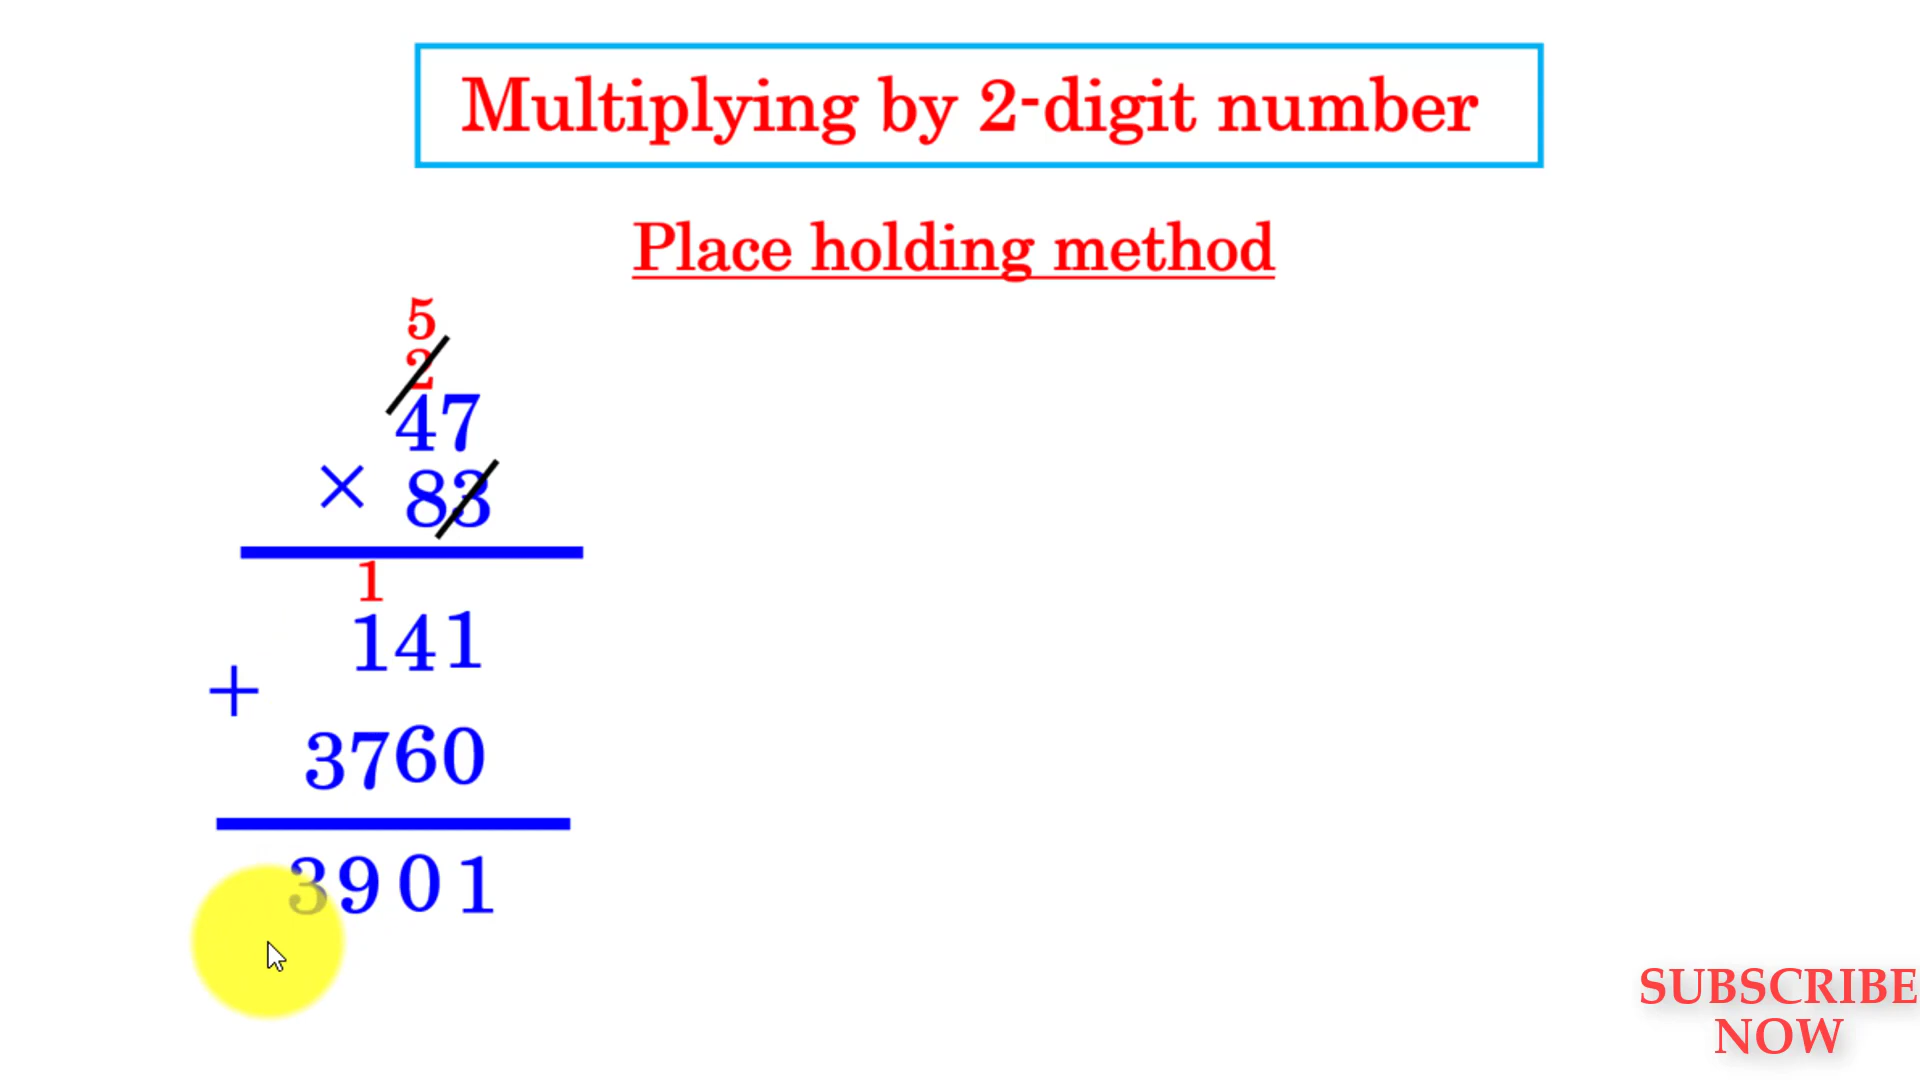 Multiplying by 2-digit number
Place holding method
5
2
47
× 83
1
141
+
3760
3901
SUBSCRIBE
NOW